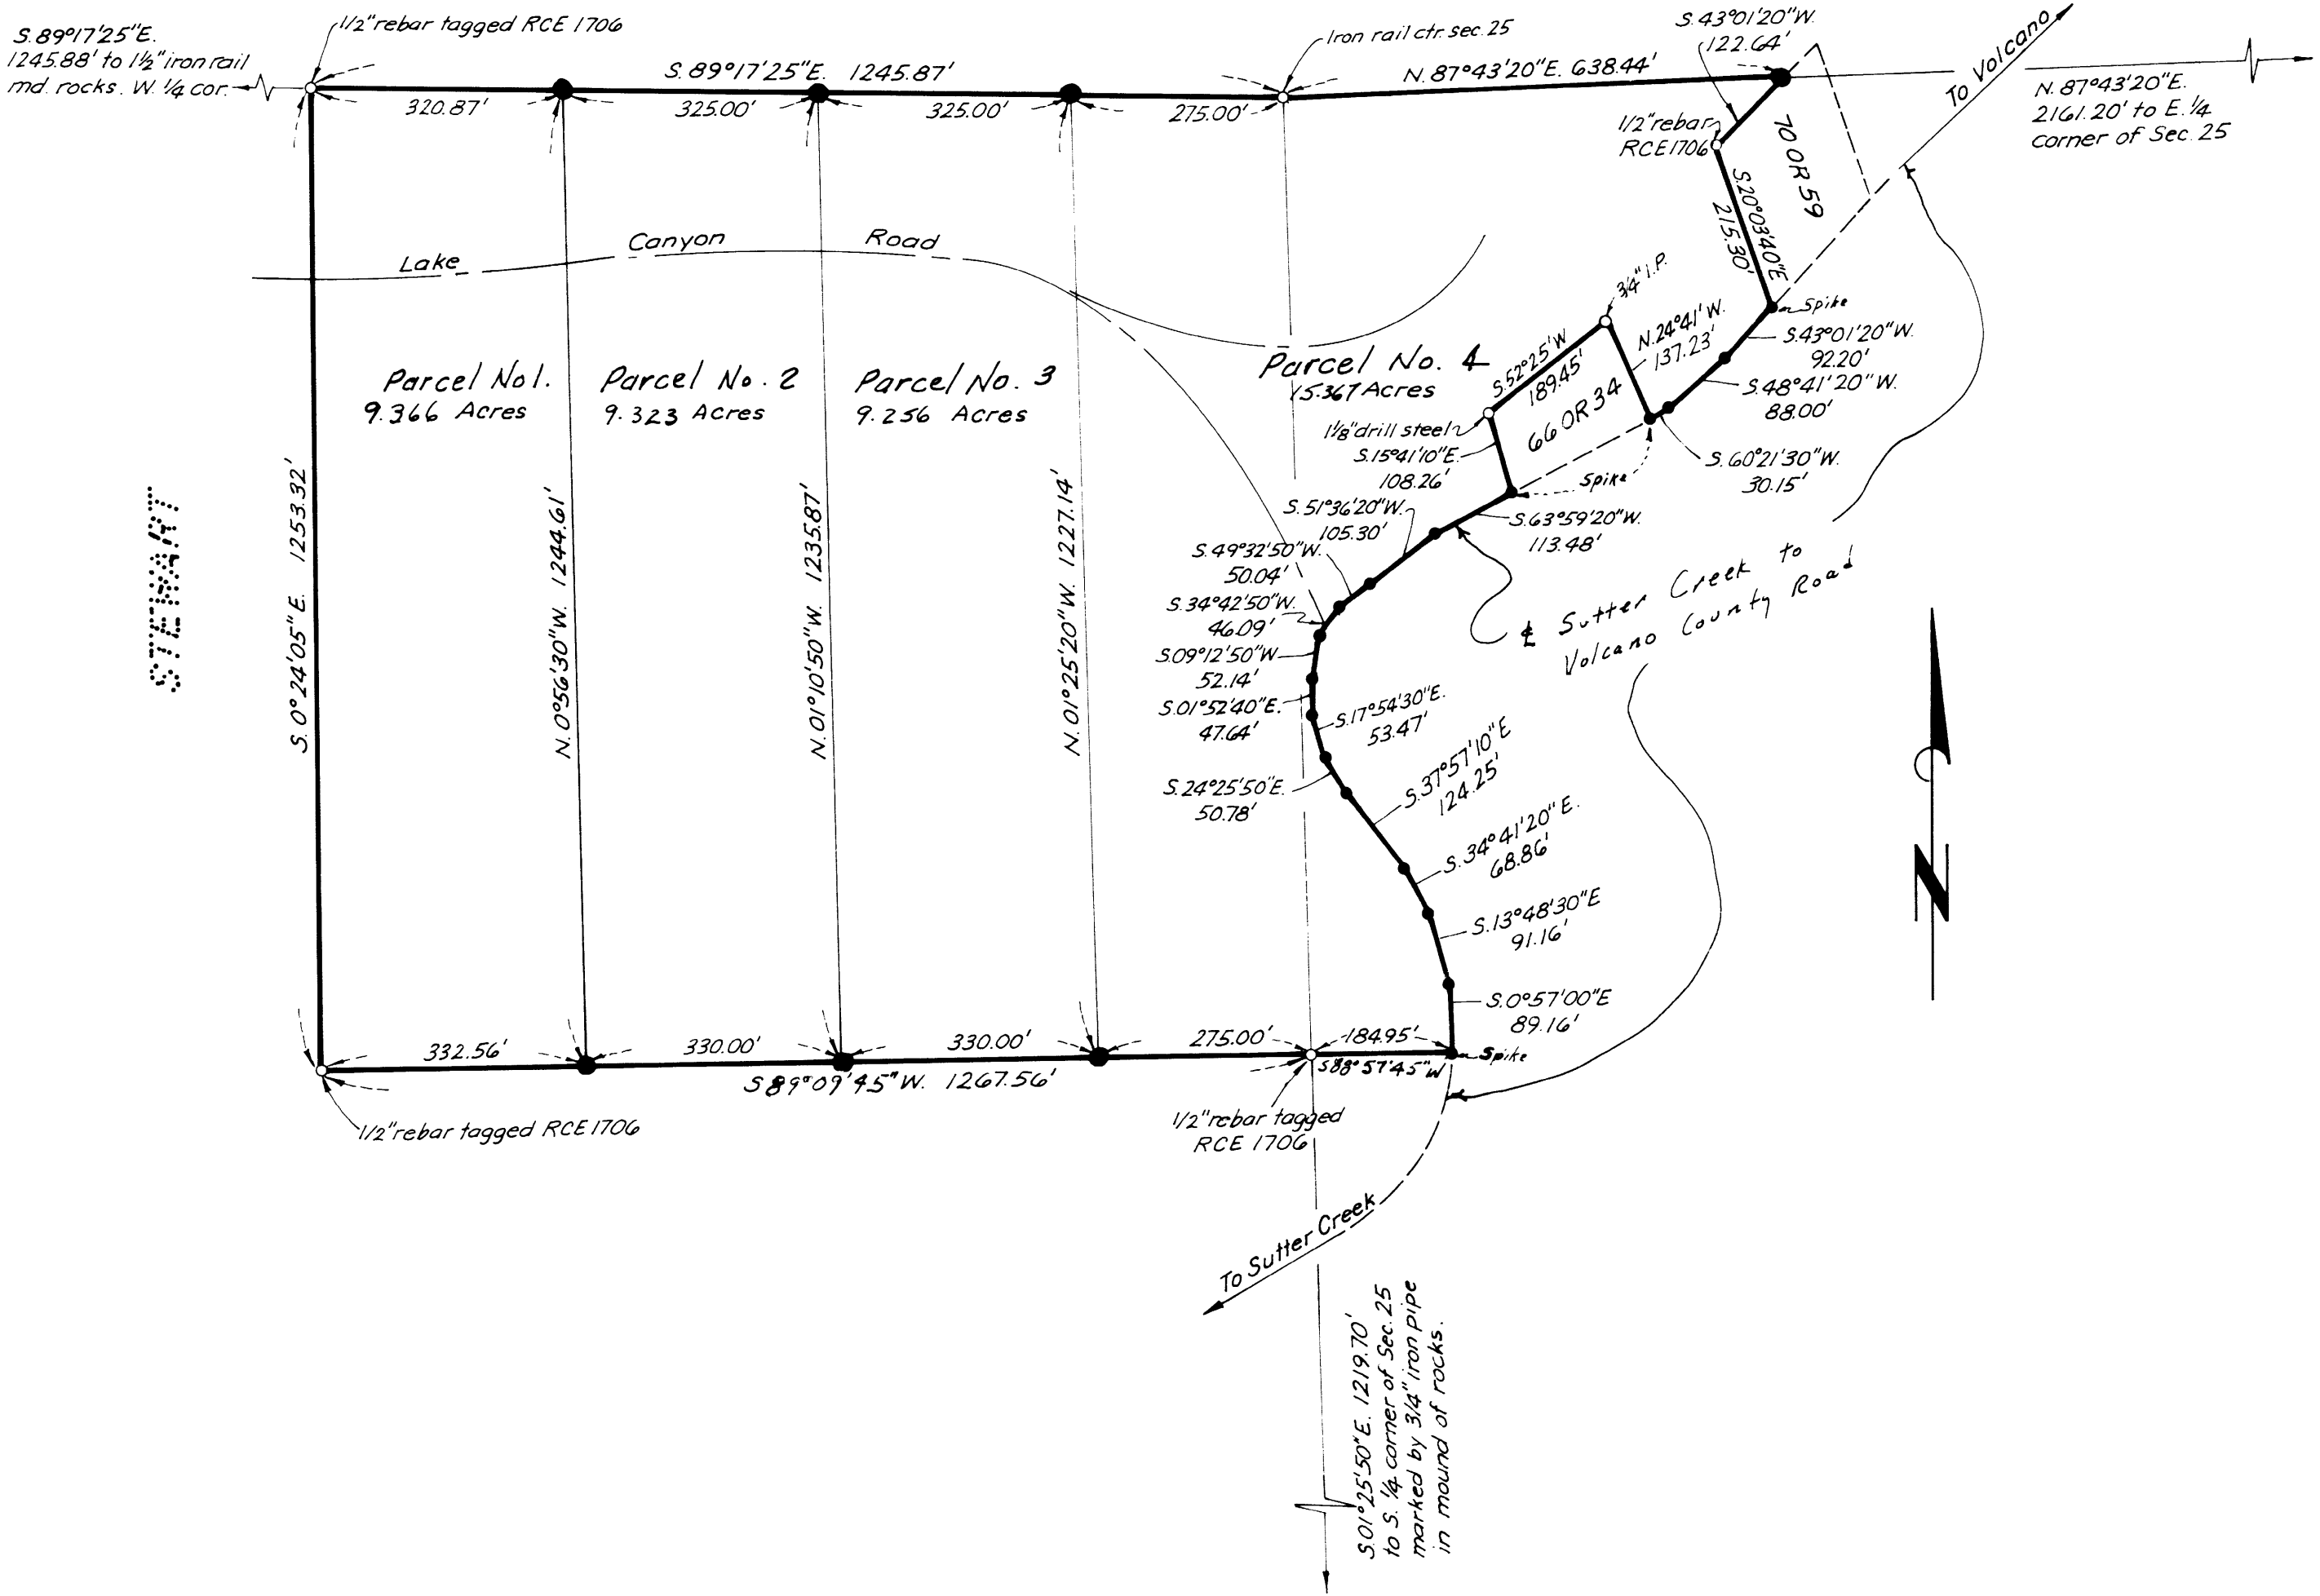 S.89°17'25"E.
1245.88' to 1½" iron rail
md. rocks. W. ¼ cor.
1/2" rebar tagged RCE 1706
S.89°17'25"E. 1245.87'
320.87'
325.00'
325.00'
275.00'
Iron rail ctr. sec. 25
N. 87°43'20"E. 638.44'
S.43°01'20"W.
122.64'
To Volcano
N. 87°43'20"E.
2161.20' to E. ¼
corner of Sec. 25
1/2" rebar
RCE 1706
70 OR 59
S.20°03'40"E
215.30'
Lake Canyon Road
3/4" I.P.
Spike
S.43°01'20"W.
92.20'
S.48°41'20"W.
88.00'
N.24°41'W.
137.23'
S.52°25'W
189.45'
66 OR 34
Parcel No1.
9.366 Acres
Parcel No. 2
9.323 Acres
Parcel No. 3
9.256 Acres
Parcel No. 4
15.367 Acres
1⅛" drill steel
S.15°41'10"E.
108.26'
Spike
S.60°21'30"W.
30.15'
S.51°36'20"W.
105.30'
S.63°59'20"W.
113.48'
S.49°32'50"W.
50.04'
S.34°42'50"W.
46.09'
S.09°12'50"W
52.14'
S.01°52'40"E.
47.64'
S.17°54'30"E.
53.47'
S.24°25'50"E.
50.78'
S.37°57'10"E
124.25'
S.34°41'20"E.
68.86'
S.13°48'30"E
91.16'
S.0°57'00"E
89.16'
℄ Sutter Creek to
Volcano County Road
STEWART
S.0°24'05"E. 1253.32'
N.0°56'30"W. 1244.61'
N.01°10'50"W. 1235.87'
N.01°25'20"W. 1227.14'
N
332.56'
330.00'
330.00'
275.00'
184.95'
Spike
S89°09'45"W. 1267.56'
S88°57'45"W
1/2" rebar tagged RCE 1706
1/2" rebar tagged
RCE 1706
To Sutter Creek
S.01°25'50"E. 1219.70'
to S. ¼ corner of Sec. 25
marked by 3/4" iron pipe
in mound of rocks.